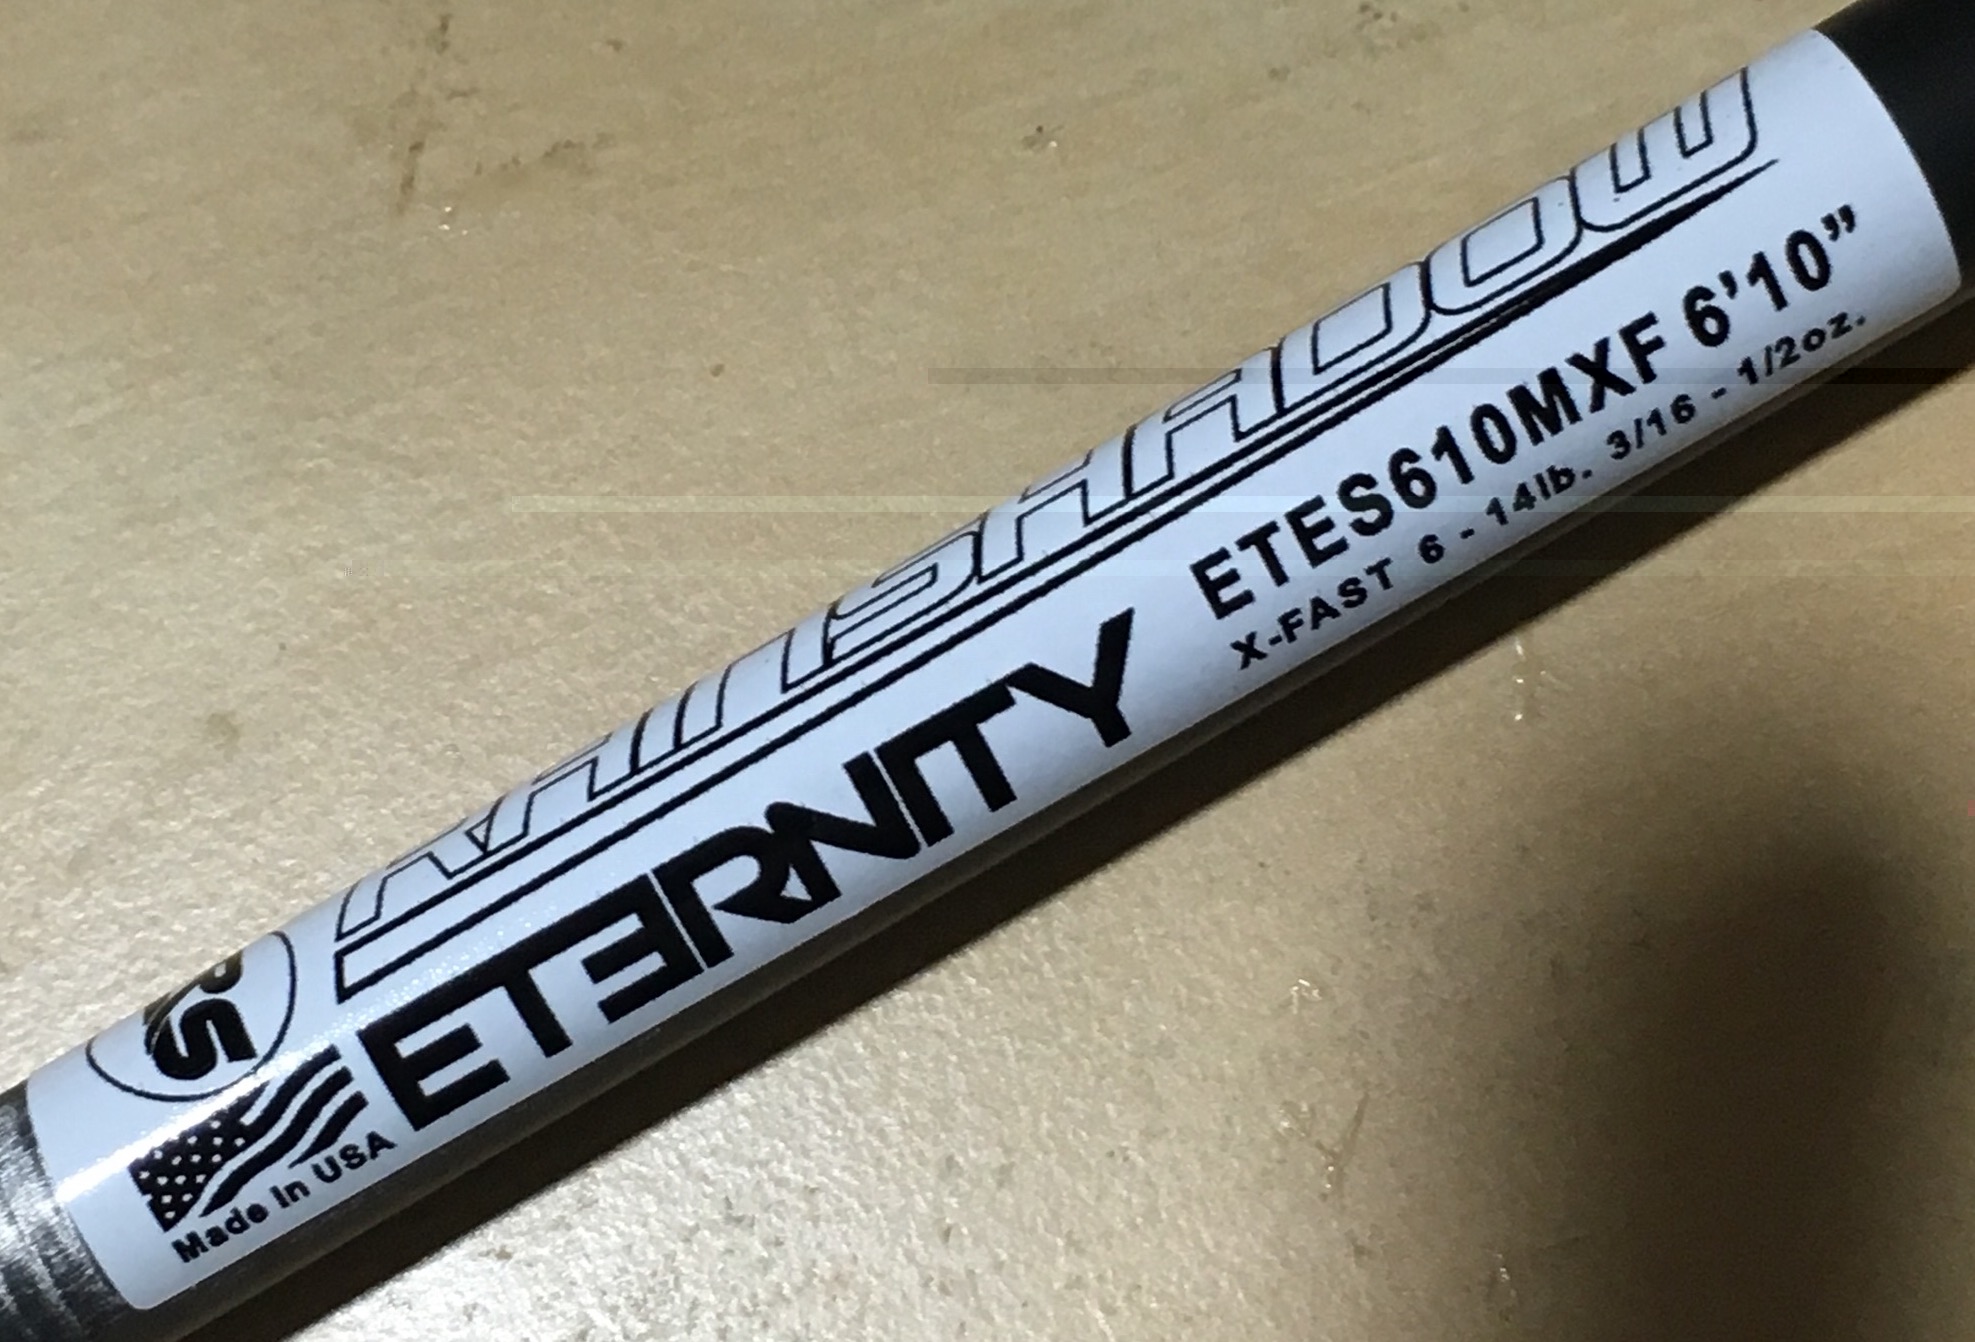 RAINSHADOW
ETERNITY
ETES610MXF 6'10”
X-FAST 6 - 14lb. 3/16 - 1/2oz.
Made In USA